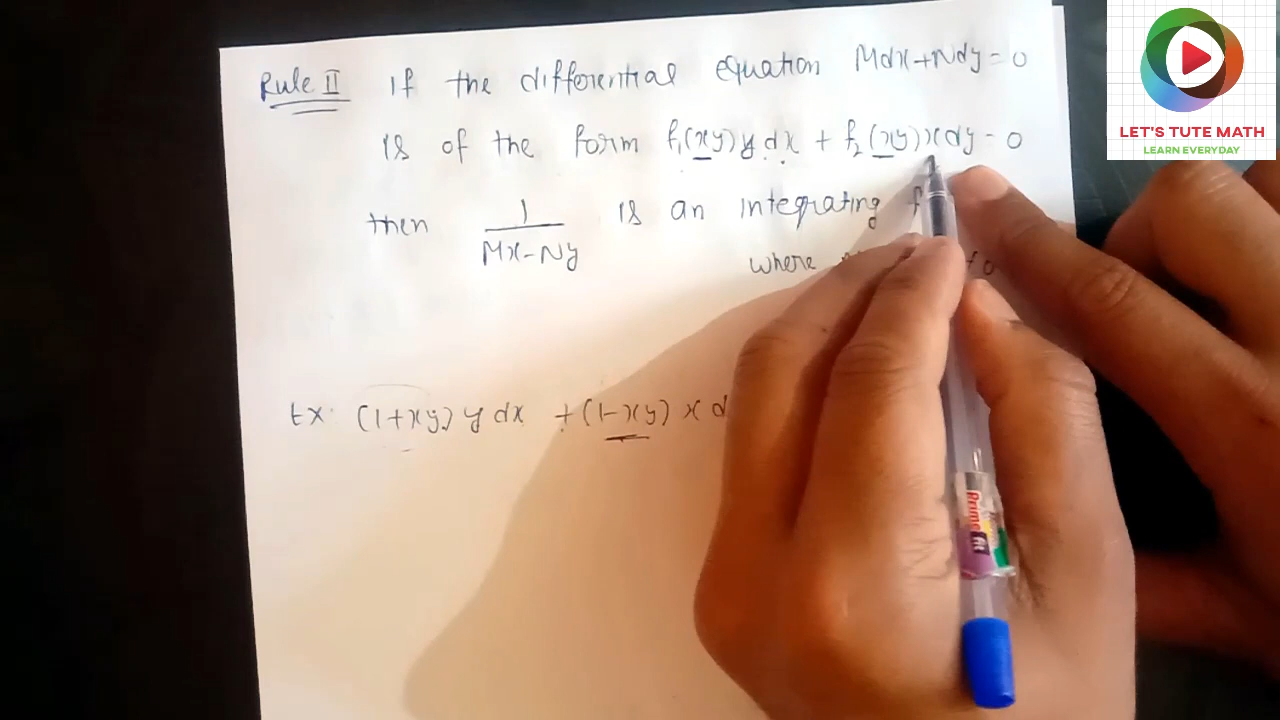 Rule II If the differential equation Mdx+Ndy=0
is of the form f₁(xy)y dx + f₂(xy)xdy=0
then 1/(Mx-Ny) is an integrating
where
Ex: (1+xy)y dx +(1-xy) x d
LET'S TUTE MATH
LEARN EVERYDAY